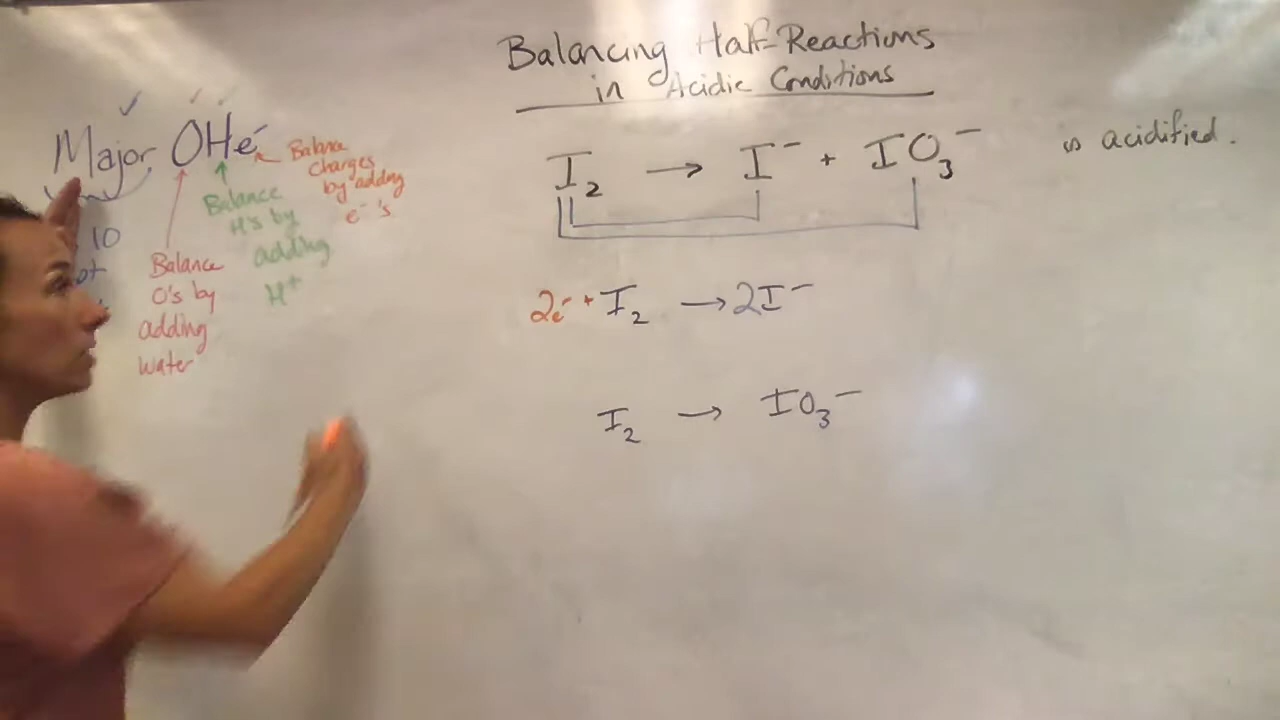 Balancing Half-Reactions
in Acidic Conditions
Major OHe⁻
Balance
charges
by adding
e⁻'s
Balance
H's by
adding
H⁺
10
Balance
O's by
adding
water
I₂ → I⁻ + IO₃⁻
is acidified.
2e⁻ + I₂ → 2I⁻
I₂ → IO₃⁻